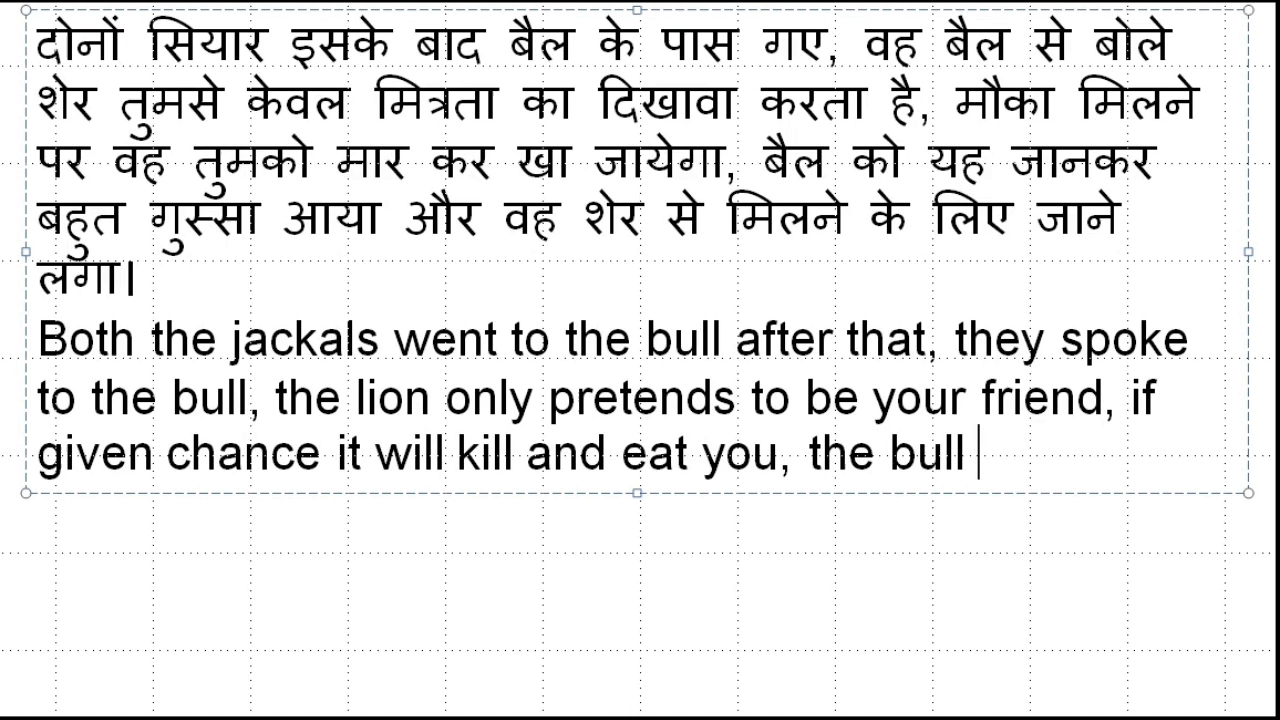 दोनों सियार इसके बाद बैल के पास गए, वह बैल से बोले
शेर तुमसे केवल मित्रता का दिखावा करता है, मौका मिलने
पर वह तुमको मार कर खा जायेगा, बैल को यह जानकर
बहुत गुस्सा आया और वह शेर से मिलने के लिए जाने
लगा।
Both the jackals went to the bull after that, they spoke
to the bull, the lion only pretends to be your friend, if
given chance it will kill and eat you, the bull